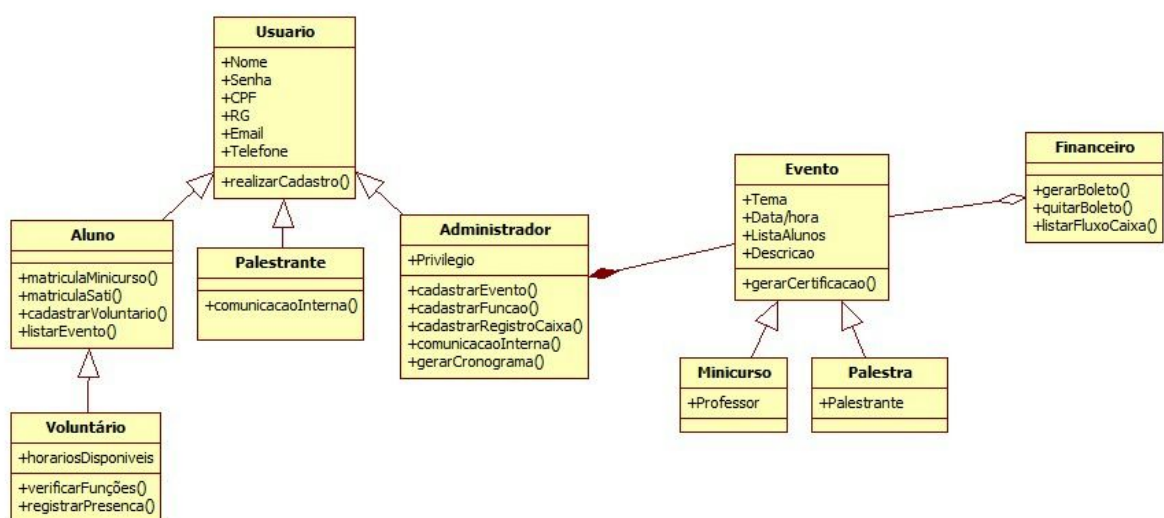 Usuario
+Nome
+Senha
+CPF
+RG
+Email
+Telefone
+realizarCadastro()
Aluno
+matriculaMinicurso()
+matriculaSati()
+cadastrarVoluntario()
+listarEvento()
Palestrante
+comunicacaoInterna()
Administrador
+Privilegio
+cadastrarEvento()
+cadastrarFuncao()
+cadastrarRegistroCaixa()
+comunicacaoInterna()
+gerarCronograma()
Evento
+Tema
+Data/hora
+ListaAlunos
+Descricao
+gerarCertificacao()
Financeiro
+gerarBoleto()
+quitarBoleto()
+listarFluxoCaixa()
Minicurso
+Professor
Palestra
+Palestrante
Voluntário
+horariosDisponiveis
+verificarFunções()
+registrarPresenca()